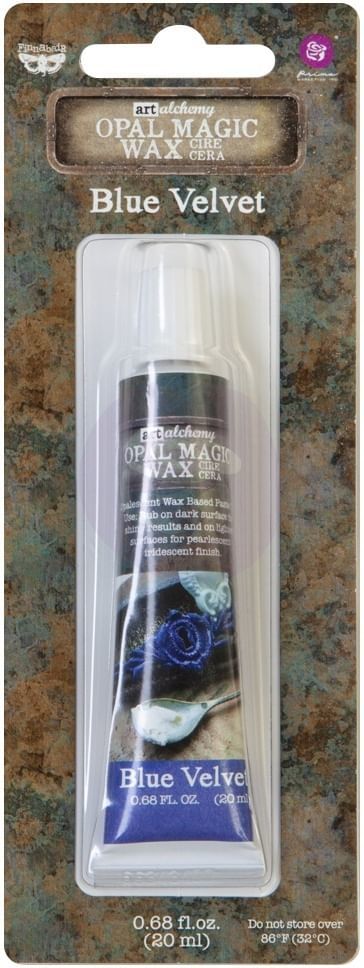 Finnabair
prima
art alchemy
OPAL MAGIC
WAX CIRE
CERA
Blue Velvet
art alchemy
OPAL MAGIC
WAX CIRE
CERA
Opalescent Wax Based Paste
Use: Rub on dark surfaces
shiny results and on light
surfaces for pearlescent
iridescent finish.
Blue Velvet
0.68 FL. OZ. (20 ml)
0.68 fl.oz.
(20 ml)
Do not store over
86°F (32°C)